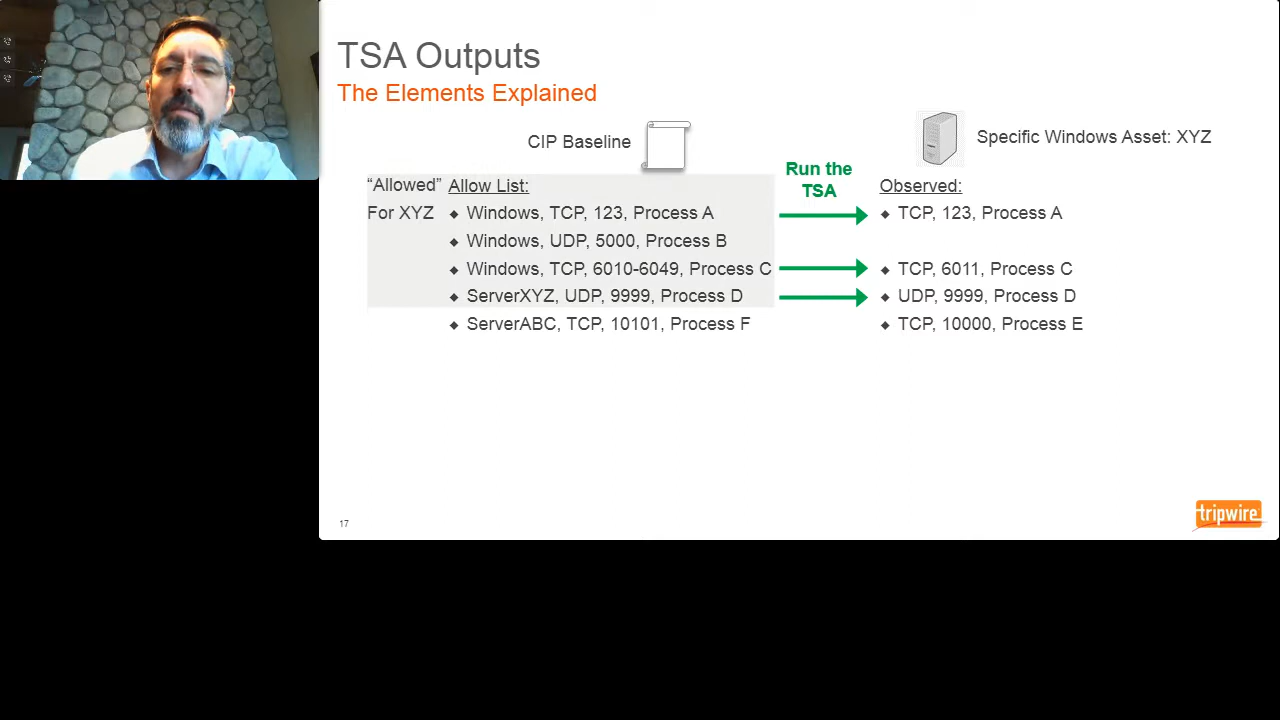 TSA Outputs
The Elements Explained
CIP Baseline
Specific Windows Asset: XYZ
“Allowed”
For XYZ
Allow List:
Windows, TCP, 123, Process A
Windows, UDP, 5000, Process B
Windows, TCP, 6010-6049, Process C
ServerXYZ, UDP, 9999, Process D
ServerABC, TCP, 10101, Process F
Run the
TSA
Observed:
TCP, 123, Process A
TCP, 6011, Process C
UDP, 9999, Process D
TCP, 10000, Process E
17
tripwire